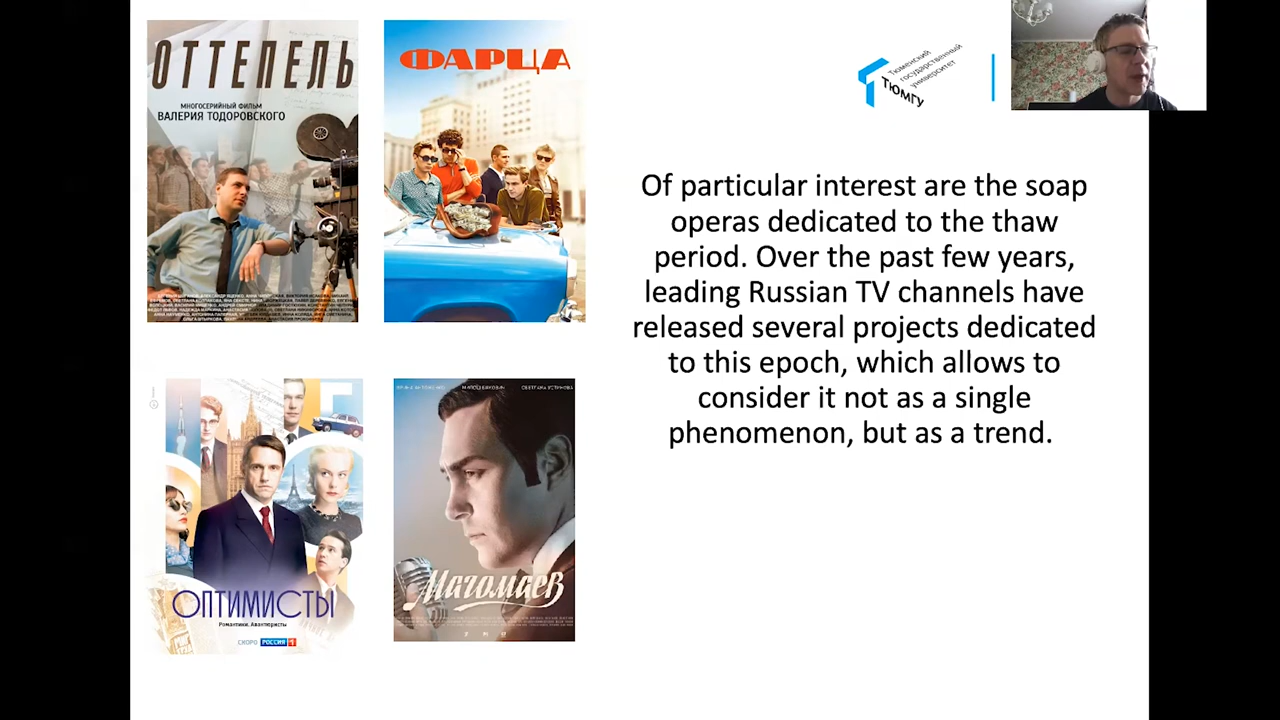 ОТТЕПЕЛЬ
МНОГОСЕРИЙНЫЙ ФИЛЬМ
ВАЛЕРИЯ ТОДОРОВСКОГО
ФАРЦА
Тюменский
государственный
университет
ТЮМГУ
Of particular interest are the soap
operas dedicated to the thaw
period. Over the past few years,
leading Russian TV channels have
released several projects dedicated
to this epoch, which allows to
consider it not as a single
phenomenon, but as a trend.
ОПТИМИСТЫ
Романтики. Авантюристы
СКОРО РОССИЯ 1
СВЕТЛАНА УСТИНОВА
Магомаев